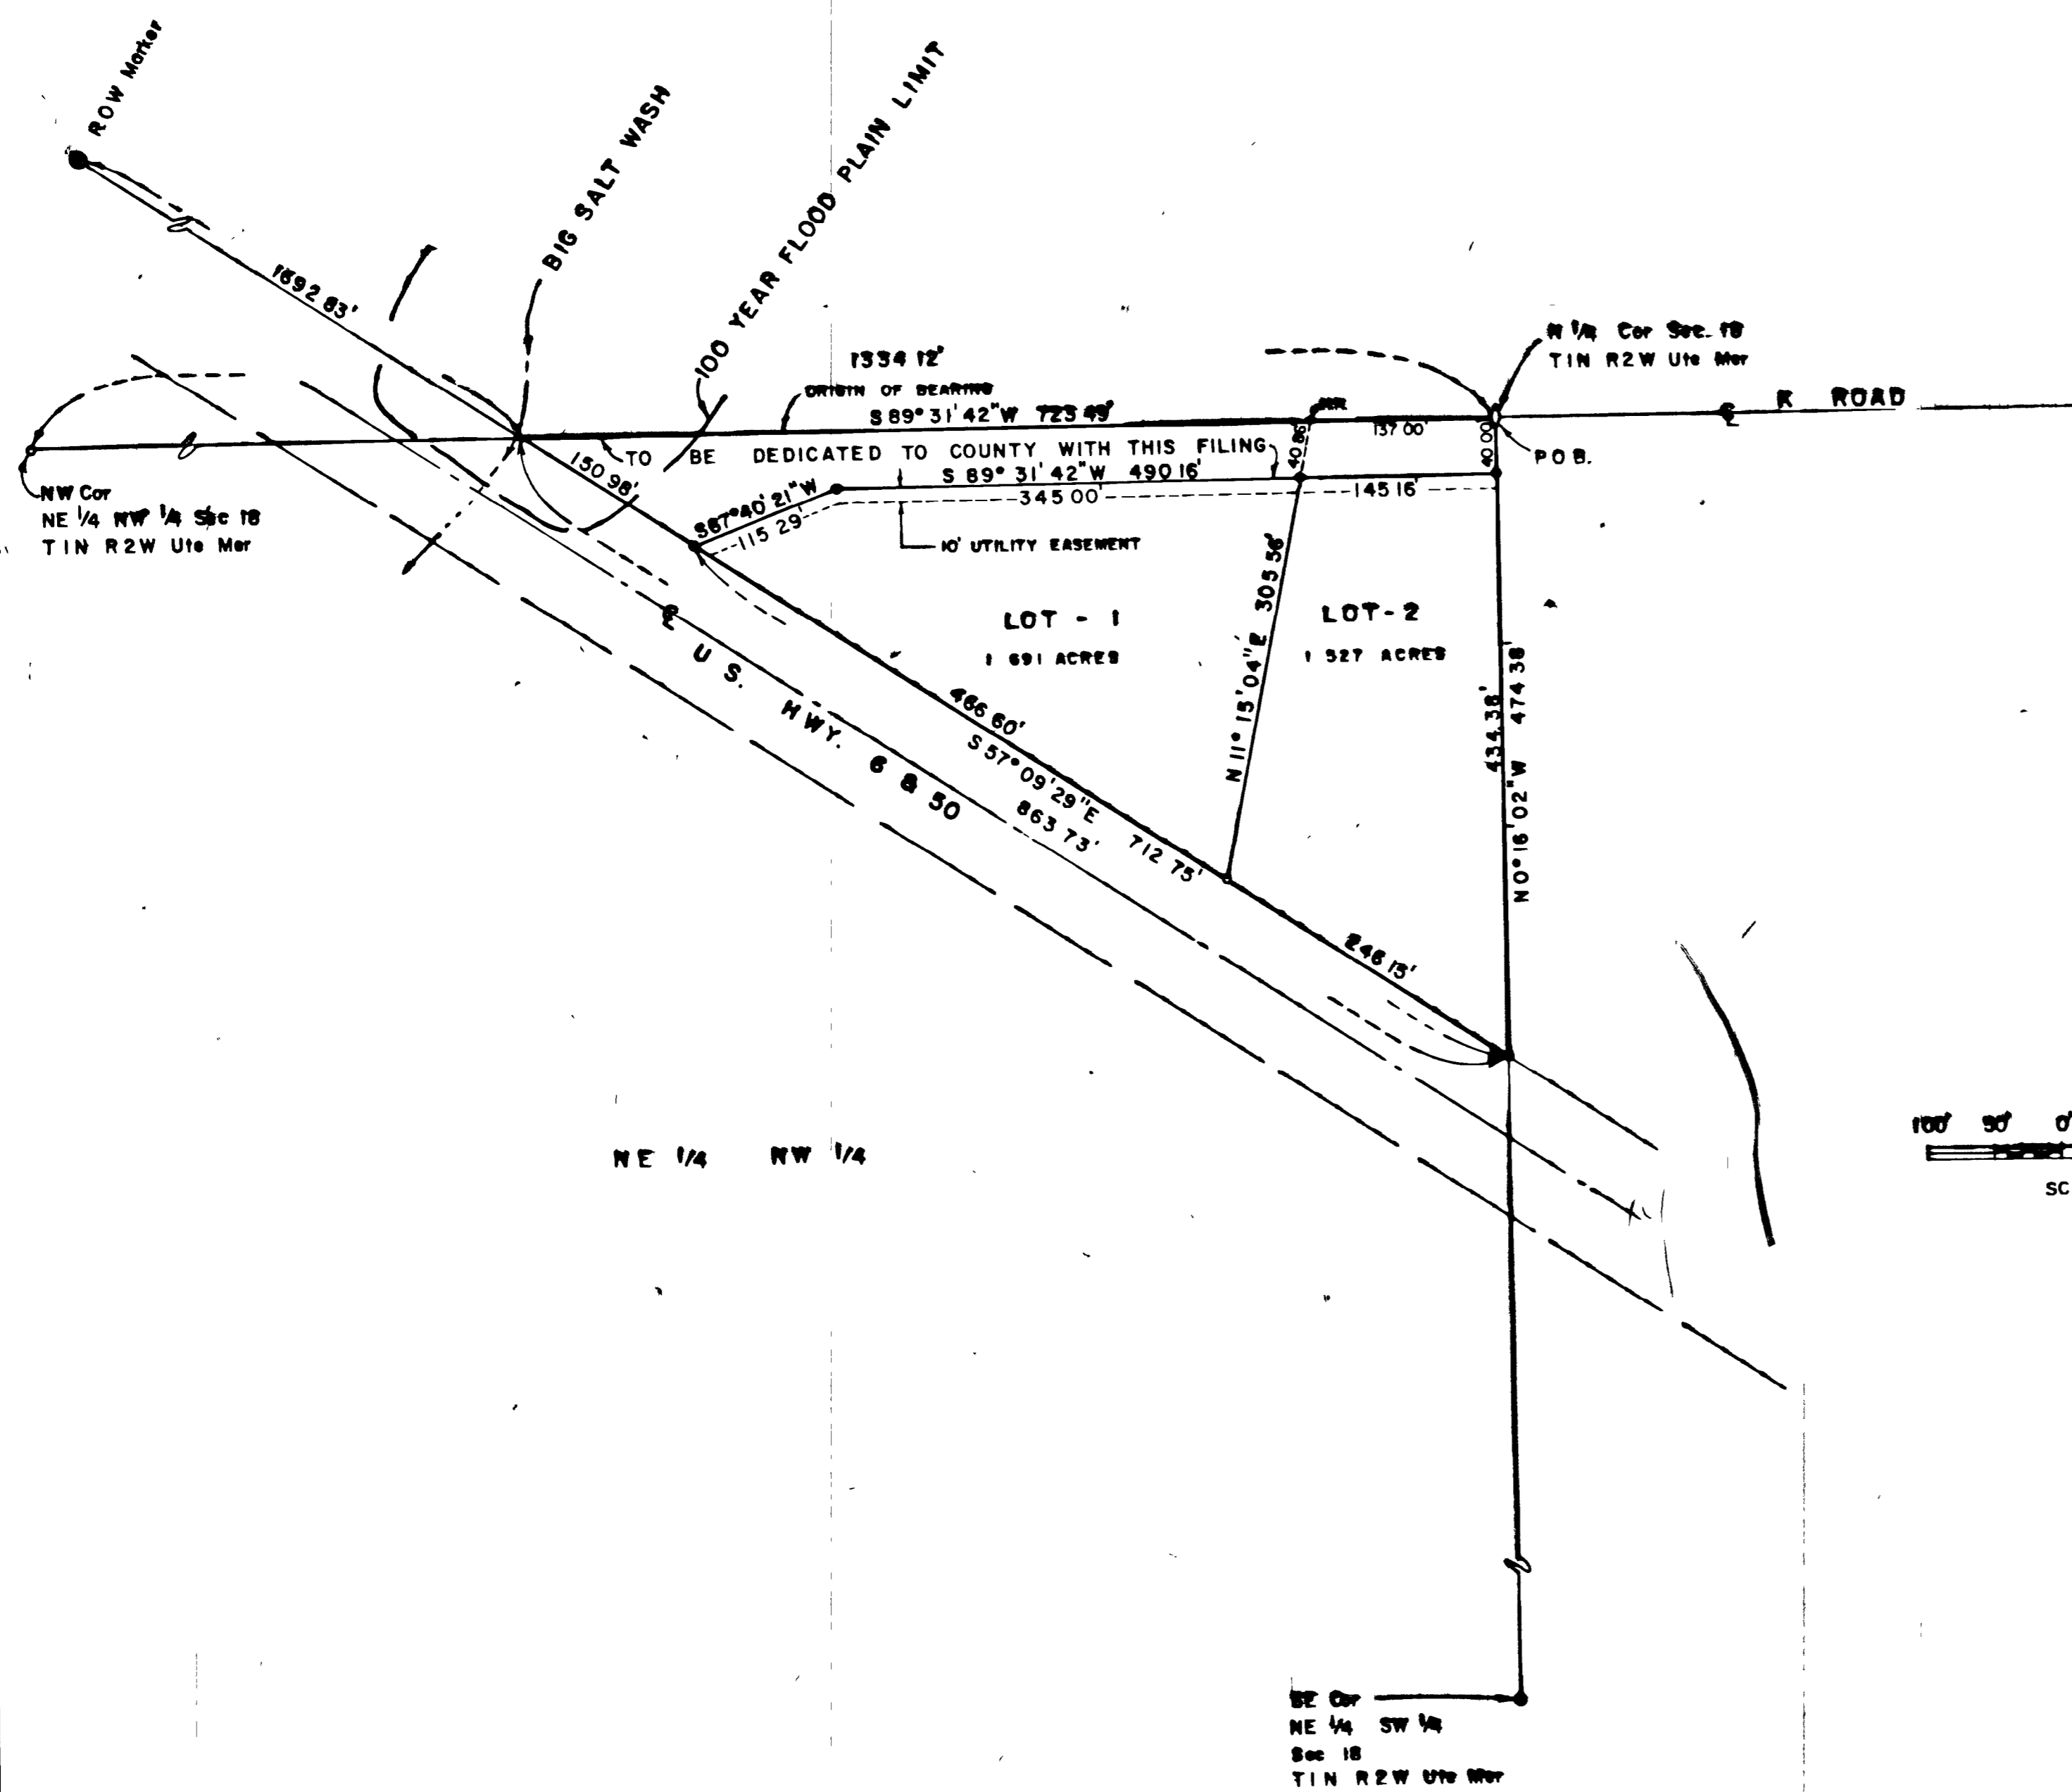 ROW Marker
BIG SALT WASH
100 YEAR FLOOD PLAIN LIMIT
1692 83'
1334 12'
ORIGIN OF BEARING
S 89° 31' 42" W 723 49'
N 1/4 Cor Sec. 18
T1N R2W Ute Mer
K ROAD
137 00'
40 86'
40 00'
P O B.
TO BE DEDICATED TO COUNTY WITH THIS FILING
S 89° 31' 42" W 490 16'
345 00'
145 16'
150 98'
S67°40'21"W
115 29'
10' UTILITY EASEMENT
NW Cor
NE 1/4 NW 1/4 Sec 18
T1N R2W Ute Mer
LOT - 1
1 691 ACRES
LOT - 2
1 527 ACRES
N 11° 15' 04" E 305 56'
434.38'
N 0° 16' 02" W 474 38'
466 60'
S 57° 09' 29" E
863 73'
712 75'
246 15'
U S. HWY. 6 & 50
NE 1/4 NW 1/4
100' 50' 0'
SC
SE Cor
NE 1/4 SW 1/4
Sec 18
T1N R2W Ute Mer